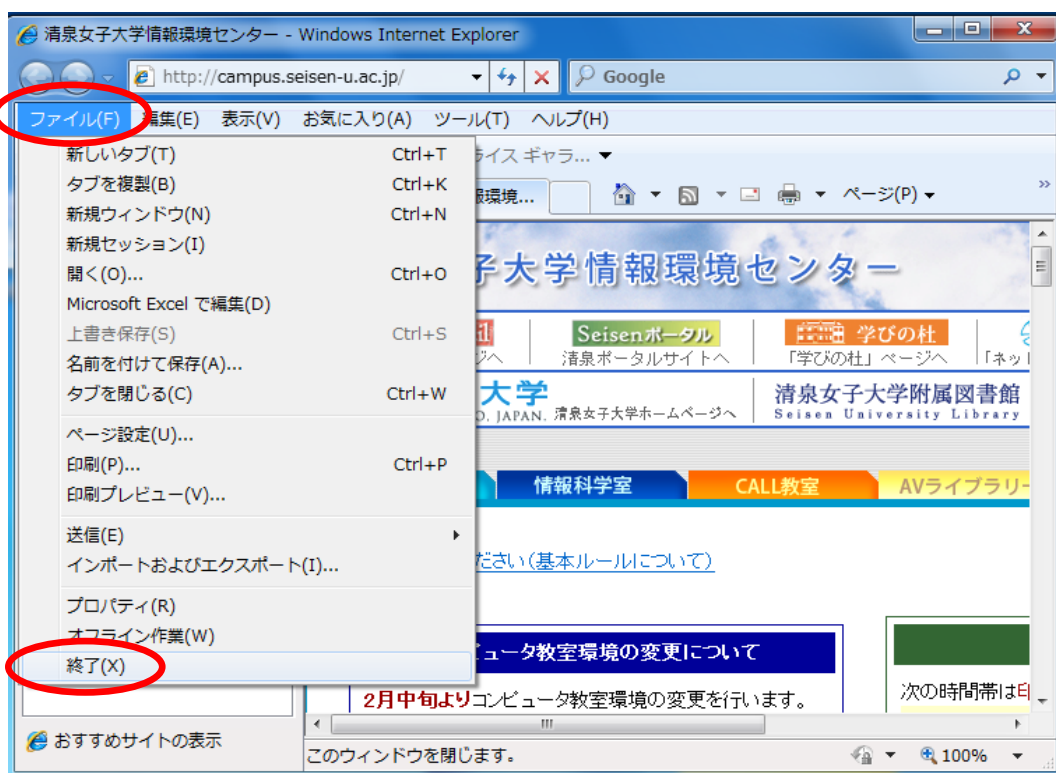 清泉女子大学情報環境センター - Windows Internet Explorer
http://campus.seisen-u.ac.jp/
Google
ファイル(F) 編集(E) 表示(V) お気に入り(A) ツール(T) ヘルプ(H)
新しいタブ(T) Ctrl+T
タブを複製(B) Ctrl+K
新規ウィンドウ(N) Ctrl+N
新規セッション(I)
開く(O)... Ctrl+O
Microsoft Excel で編集(D)
上書き保存(S) Ctrl+S
名前を付けて保存(A)...
タブを閉じる(C) Ctrl+W
ページ設定(U)...
印刷(P)... Ctrl+P
印刷プレビュー(V)...
送信(E)
インポートおよびエクスポート(I)...
プロパティ(R)
オフライン作業(W)
終了(X)
ライス ギャラ...
報環境...
ページ(P)
子大学情報環境センター
il
Seisenポータル
学びの杜
ジへ
清泉ポータルサイトへ
「学びの杜」ページへ
「ネット
大学
O, JAPAN. 清泉女子大学ホームページへ
清泉女子大学附属図書館
Seisen University Library
情報科学室
CALL教室
AVライブラリー
ださい(基本ルールについて)
ュータ教室環境の変更について
2月中旬よりコンピュータ教室環境の変更を行います。
次の時間帯は印
おすすめサイトの表示
このウィンドウを閉じます。
100%